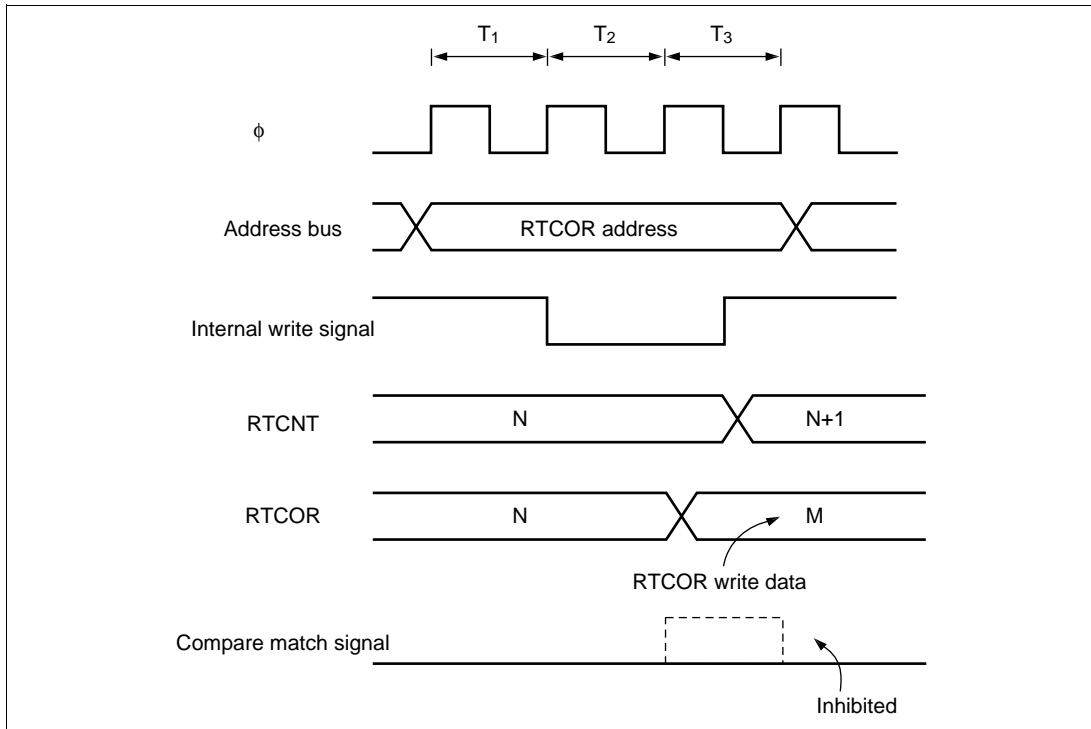 T1 T2 T3
ϕ
Address bus RTCOR address
Internal write signal
RTCNT N N+1
RTCOR N M
RTCOR write data
Compare match signal
Inhibited